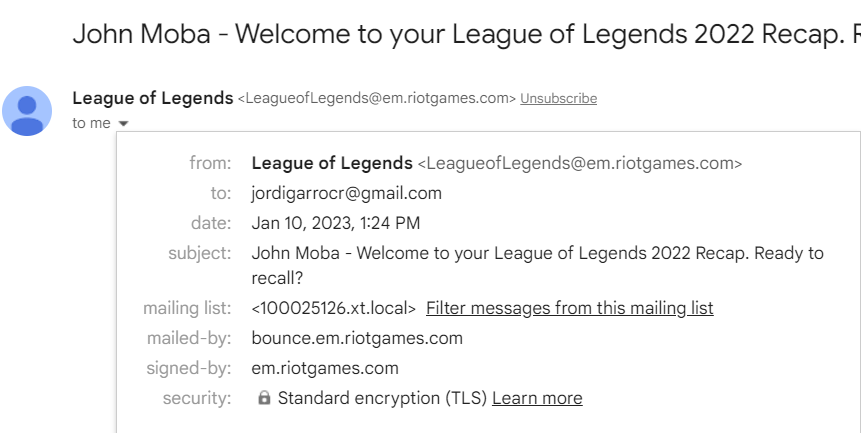 John Moba - Welcome to your League of Legends 2022 Recap.
League of Legends <LeagueofLegends@em.riotgames.com> Unsubscribe
to me
from: League of Legends <LeagueofLegends@em.riotgames.com>
to: jordigarrocr@gmail.com
date: Jan 10, 2023, 1:24 PM
subject: John Moba - Welcome to your League of Legends 2022 Recap. Ready to
recall?
mailing list: <100025126.xt.local> Filter messages from this mailing list
mailed-by: bounce.em.riotgames.com
signed-by: em.riotgames.com
security: Standard encryption (TLS) Learn more